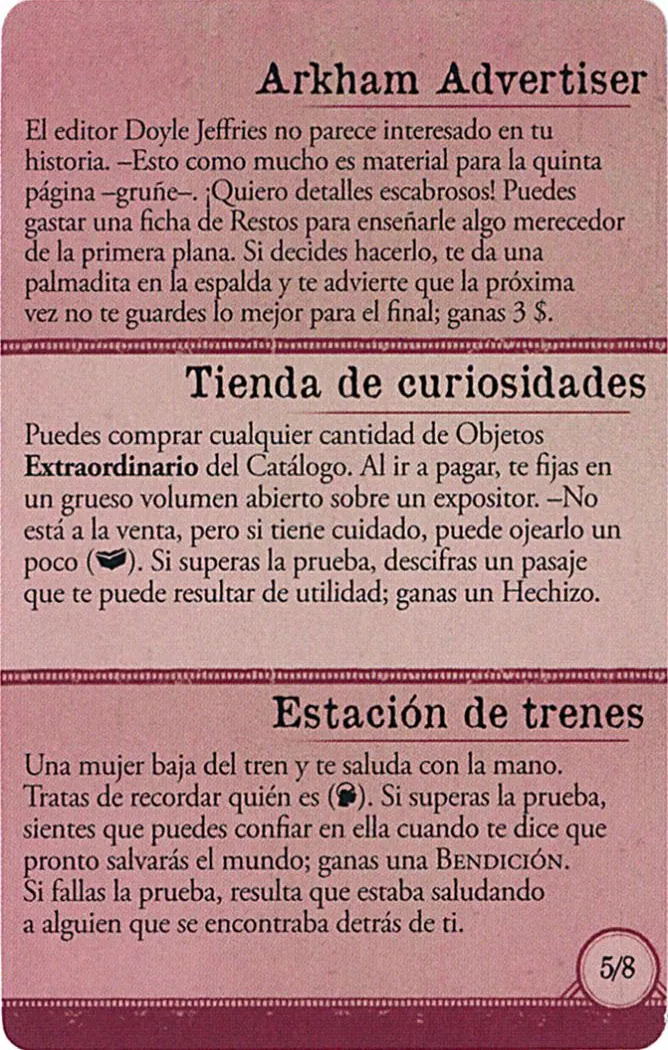 Arkham Advertiser
El editor Doyle Jeffries no parece interesado en tu
historia. –Esto como mucho es material para la quinta
página –gruñe–. ¡Quiero detalles escabrosos! Puedes
gastar una ficha de Restos para enseñarle algo merecedor
de la primera plana. Si decides hacerlo, te da una
palmadita en la espalda y te advierte que la próxima
vez no te guardes lo mejor para el final; ganas 3 $.
Tienda de curiosidades
Puedes comprar cualquier cantidad de Objetos
Extraordinario del Catálogo. Al ir a pagar, te fijas en
un grueso volumen abierto sobre un expositor. –No
está a la venta, pero si tiene cuidado, puede ojearlo un
poco (). Si superas la prueba, descifras un pasaje
que te puede resultar de utilidad; ganas un Hechizo.
Estación de trenes
Una mujer baja del tren y te saluda con la mano.
Tratas de recordar quién es (). Si superas la prueba,
sientes que puedes confiar en ella cuando te dice que
pronto salvarás el mundo; ganas una BENDICIÓN.
Si fallas la prueba, resulta que estaba saludando
a alguien que se encontraba detrás de ti.
5/8